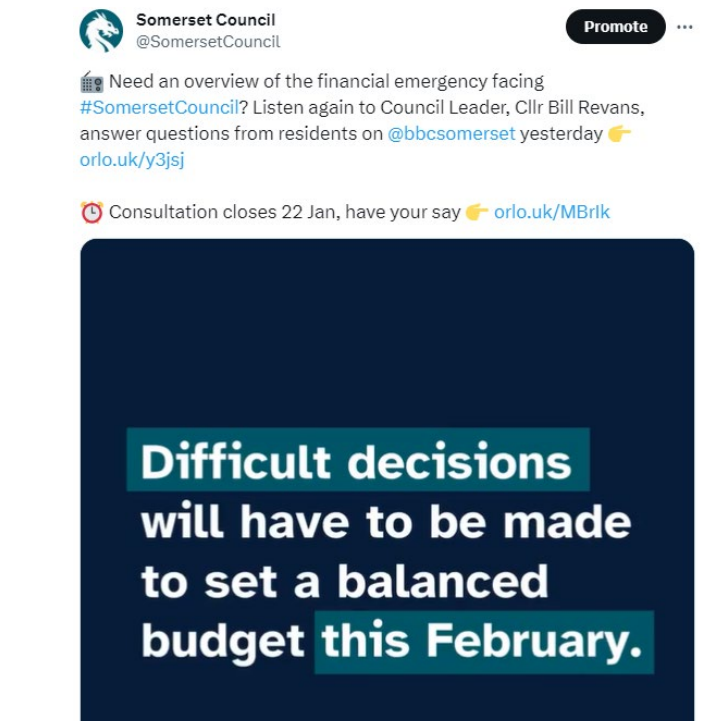 Somerset Council
@SomersetCouncil
Promote
📻 Need an overview of the financial emergency facing
#SomersetCouncil? Listen again to Council Leader, Cllr Bill Revans,
answer questions from residents on @bbcsomerset yesterday 👉
orlo.uk/y3jsj
⏰ Consultation closes 22 Jan, have your say 👉 orlo.uk/MBrIk
Difficult decisions
will have to be made
to set a balanced
budget this February.